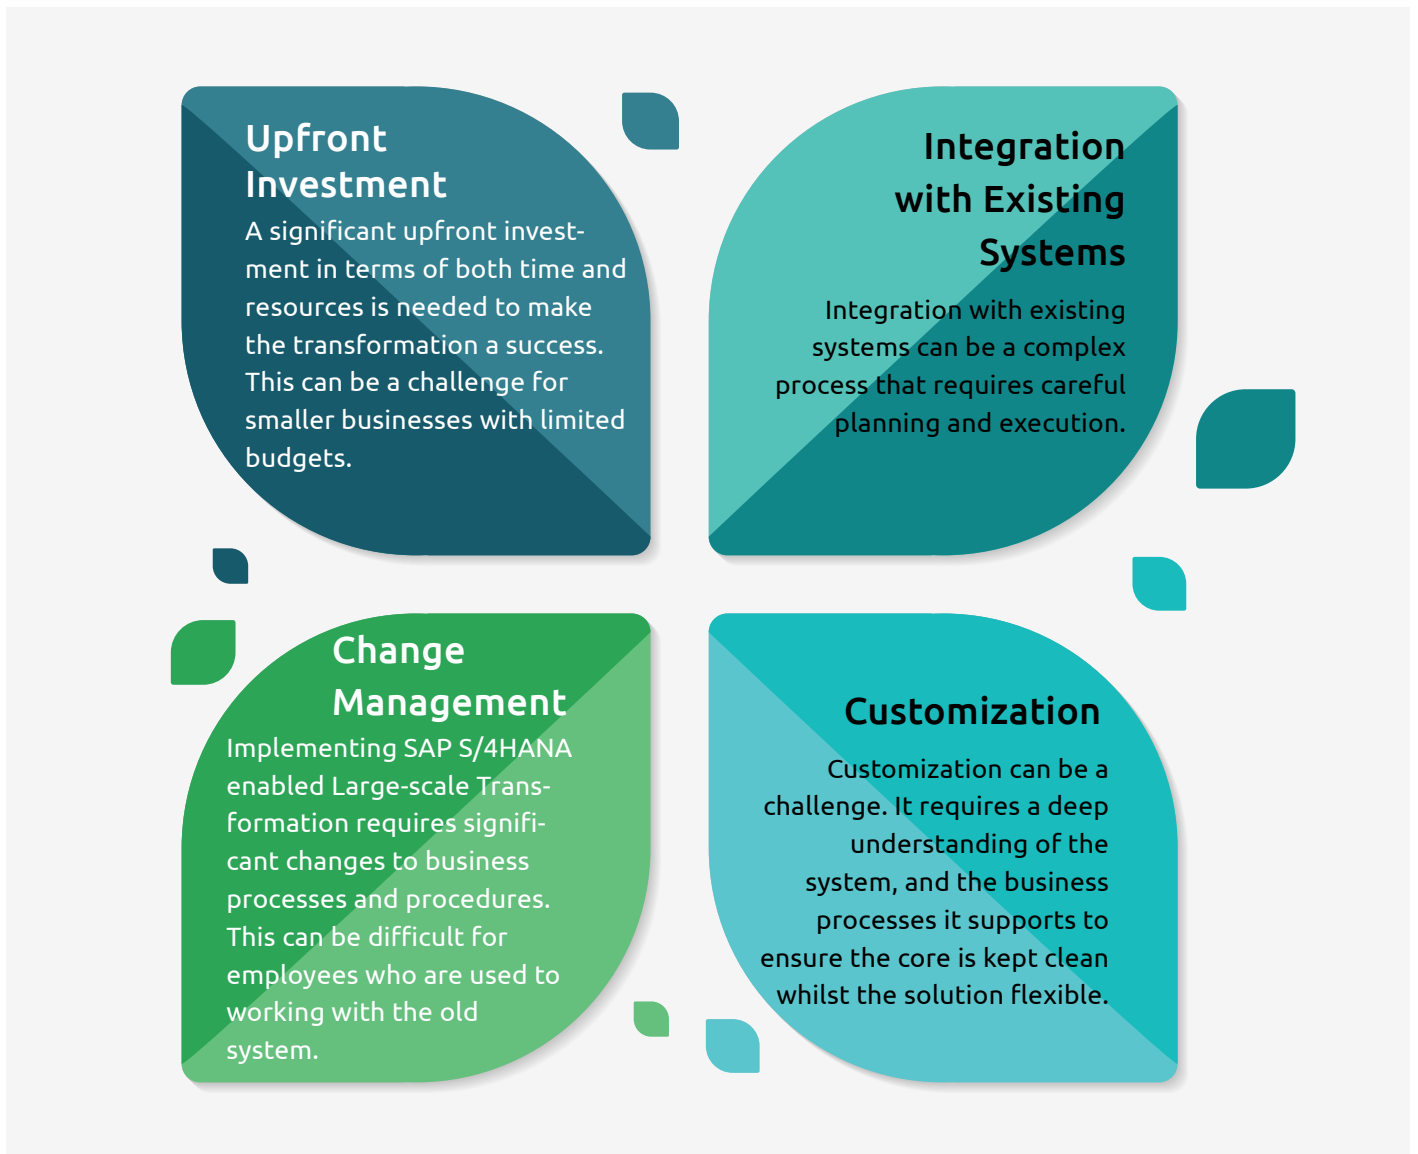 Upfront
Investment
A significant upfront invest-
ment in terms of both time and
resources is needed to make
the transformation a success.
This can be a challenge for
smaller businesses with limited
budgets.
Integration
with Existing
Systems
Integration with existing
systems can be a complex
process that requires careful
planning and execution.
Change
Management
Implementing SAP S/4HANA
enabled Large-scale Trans-
formation requires signifi-
cant changes to business
processes and procedures.
This can be difficult for
employees who are used to
working with the old
system.
Customization
Customization can be a
challenge. It requires a deep
understanding of the
system, and the business
processes it supports to
ensure the core is kept clean
whilst the solution flexible.